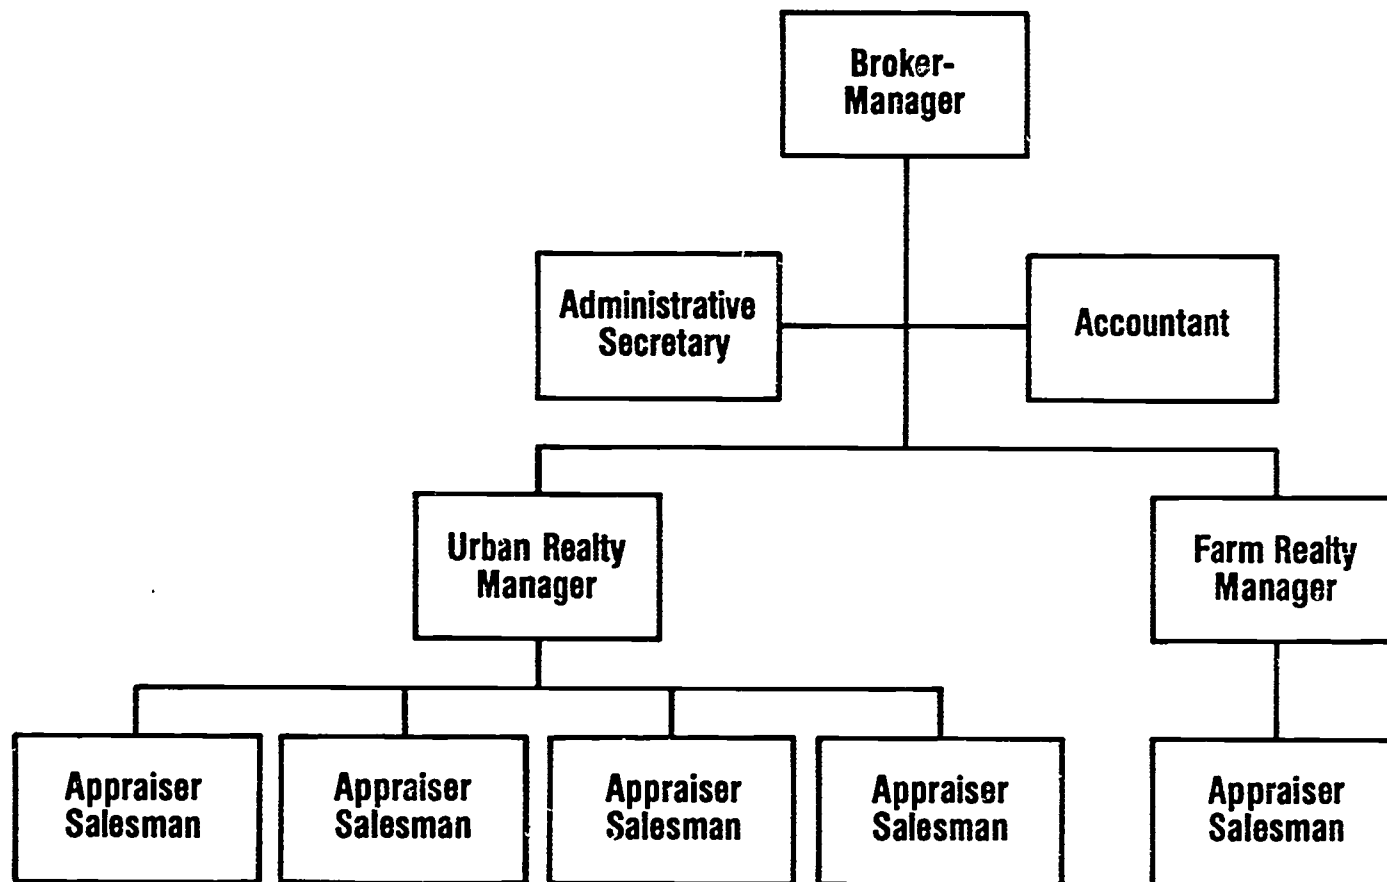 Broker-
Manager
Administrative
Secretary
Accountant
Urban Realty
Manager
Farm Realty
Manager
Appraiser
Salesman
Appraiser
Salesman
Appraiser
Salesman
Appraiser
Salesman
Appraiser
Salesman